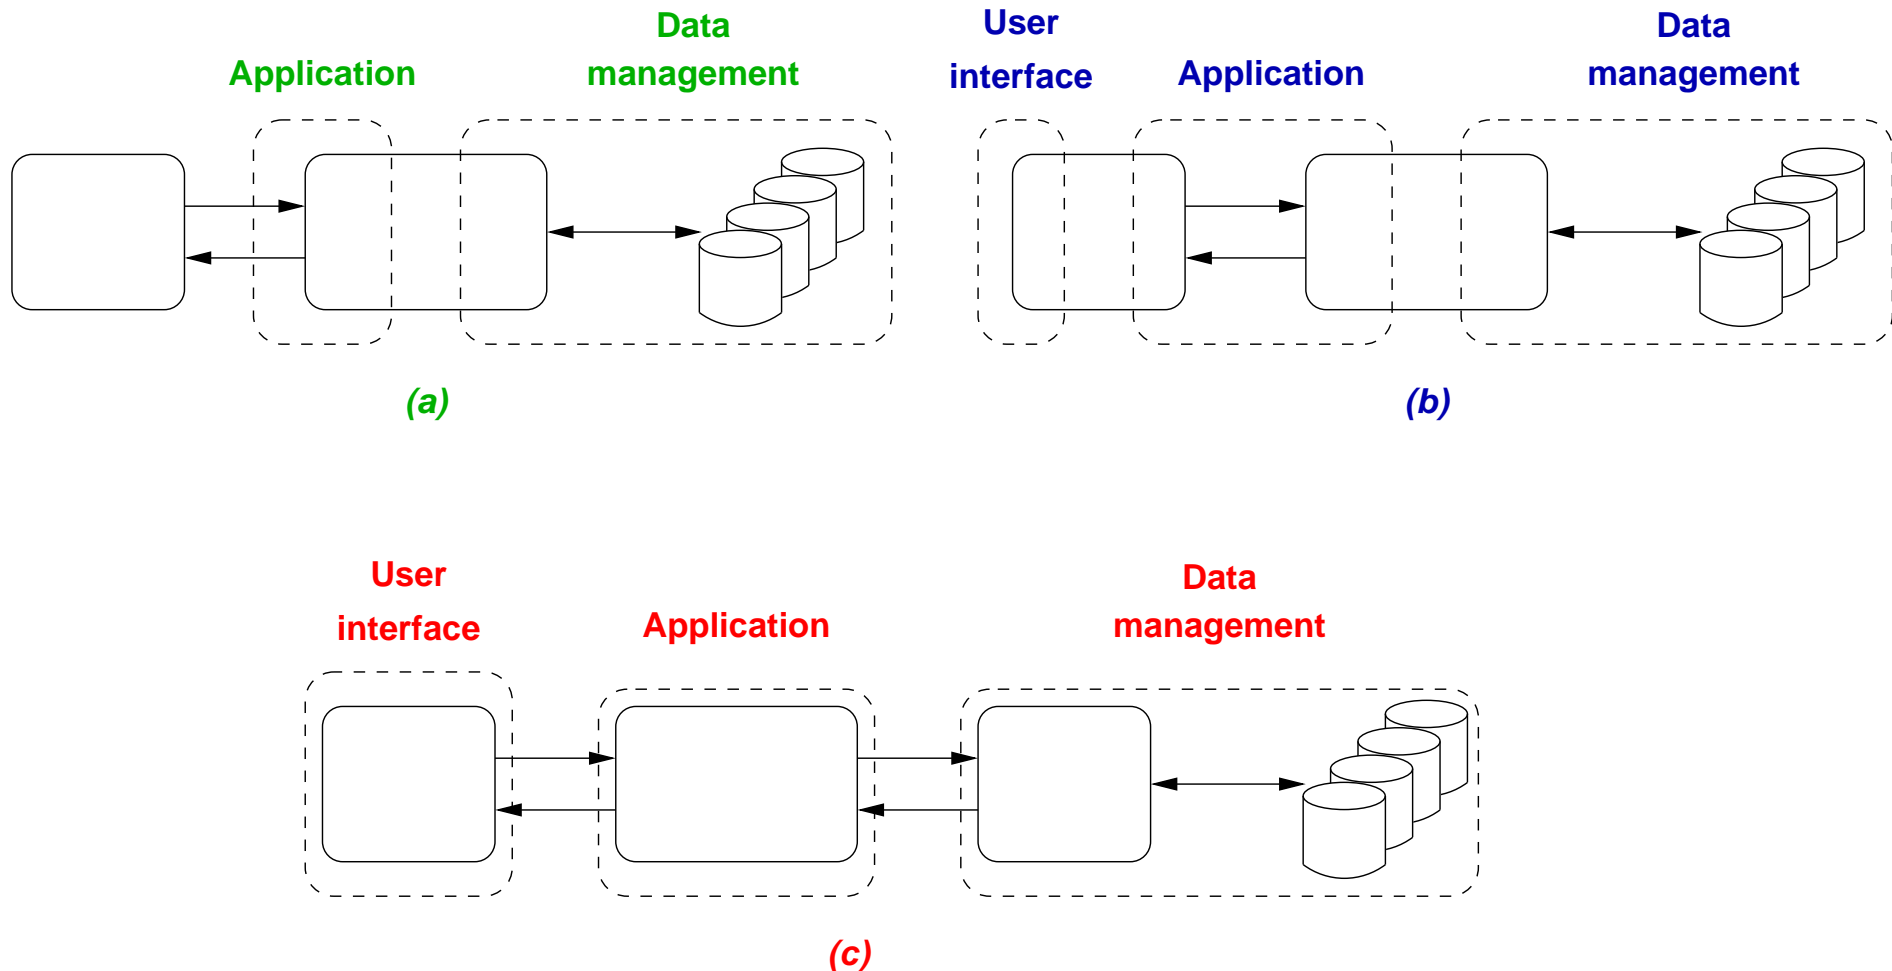 Data
management
Application
(a)
User
interface
Application
Data
management
(b)
User
interface
Application
Data
management
(c)